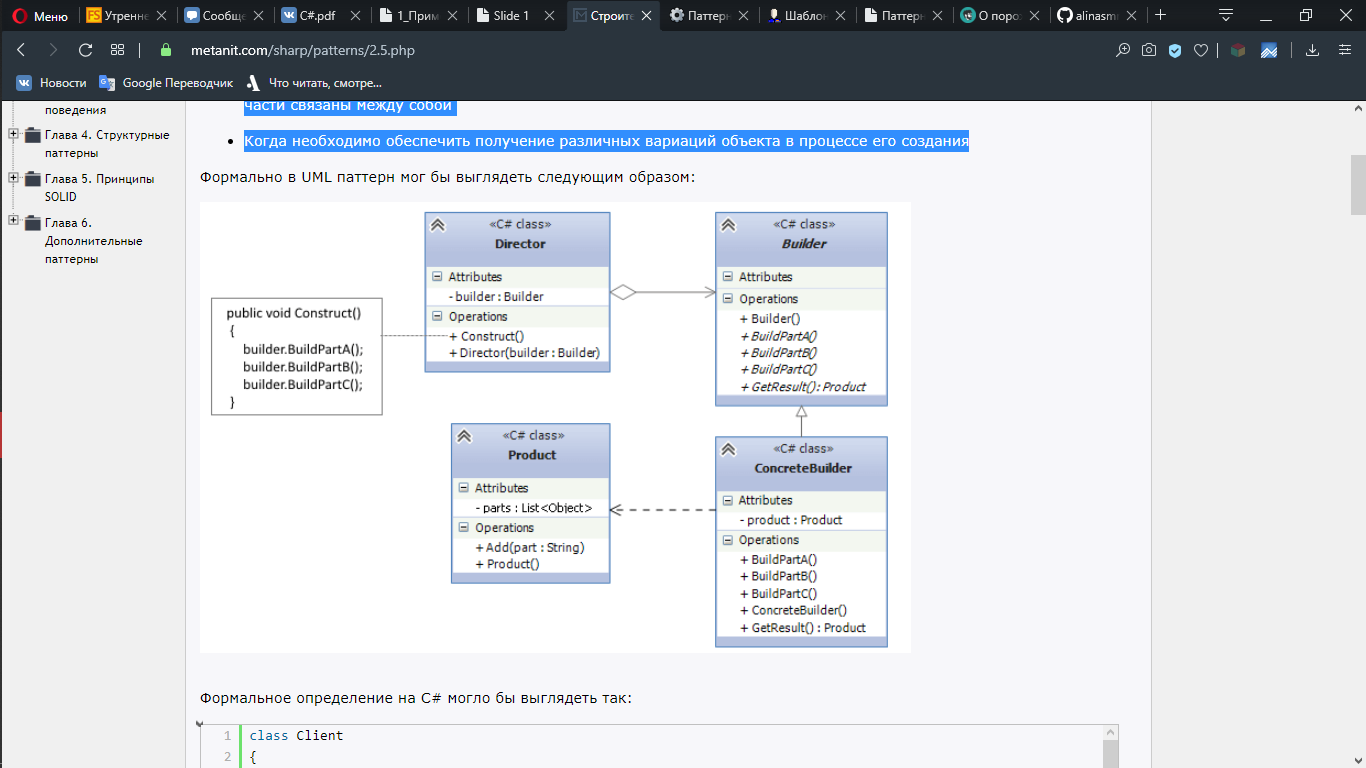 Меню
Утренне
Сообще
C#.pdf
1_Прим
Slide 1
Строите
Паттерн
Шаблон
Паттерн
О порож
alinasm
metanit.com/sharp/patterns/2.5.php
Новости
Google Переводчик
Что читать, смотре...
поведения
Глава 4. Структурные
паттерны
Глава 5. Принципы
SOLID
Глава 6.
Дополнительные
паттерны
части связаны между собой
• Когда необходимо обеспечить получение различных вариаций объекта в процессе его создания
Формально в UML паттерн мог бы выглядеть следующим образом:
public void Construct()
{
builder.BuildPartA();
builder.BuildPartB();
builder.BuildPartC();
}
«C# class»
Director
Attributes
- builder : Builder
Operations
+ Construct()
+ Director(builder : Builder)
«C# class»
Builder
Attributes
Operations
+ Builder()
+ BuildPartA()
+ BuildPartB()
+ BuildPartC()
+ GetResult() : Product
«C# class»
Product
Attributes
- parts : List<Object>
Operations
+ Add(part : String)
+ Product()
«C# class»
ConcreteBuilder
Attributes
- product : Product
Operations
+ BuildPartA()
+ BuildPartB()
+ BuildPartC()
+ ConcreteBuilder()
+ GetResult() : Product
Формальное определение на C# могло бы выглядеть так:
1 class Client
2 {